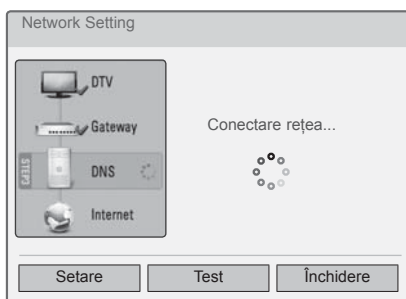 Network Setting
DTV
Gateway
Conectare rețea...
STEP3
DNS
Internet
Setare
Test
Închidere